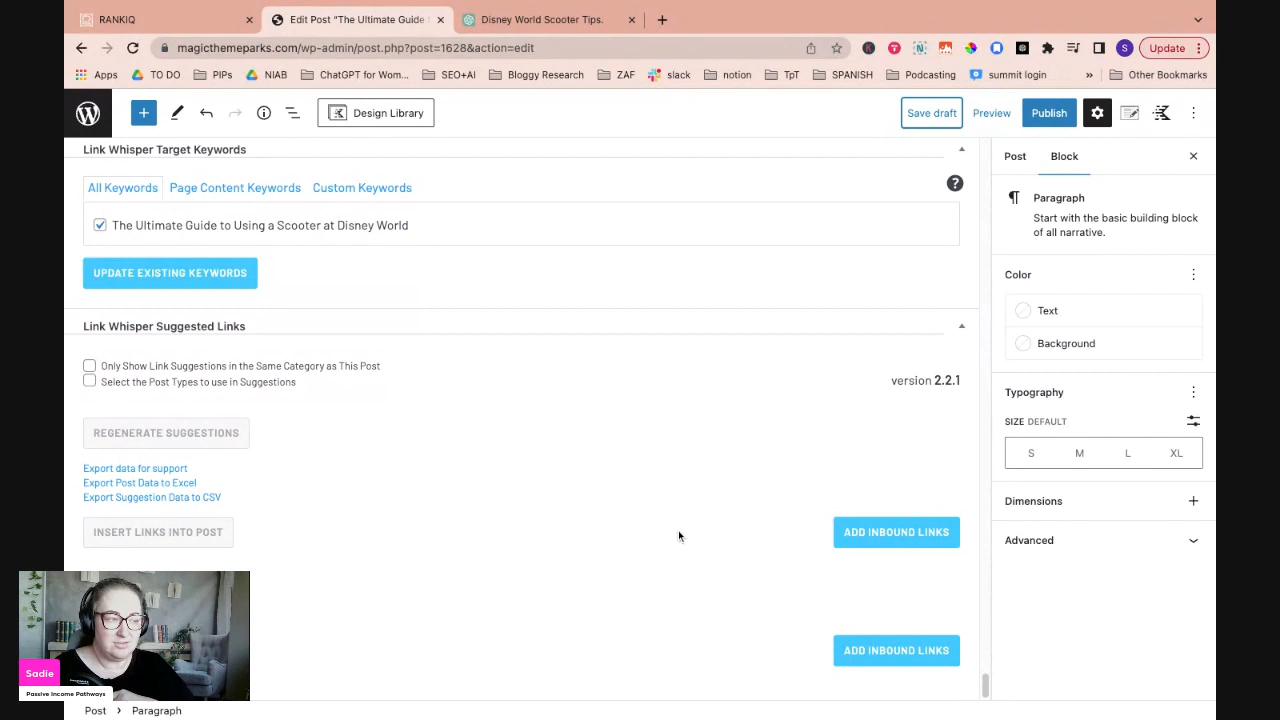 RANKIQ
Edit Post “The Ultimate Guide
Disney World Scooter Tips.
magicthemeparks.com/wp-admin/post.php?post=1628&action=edit
S
Update
Apps
TO DO
PIPs
NIAB
ChatGPT for Wom...
SEO+AI
Bloggy Research
ZAF
slack
notion
TpT
SPANISH
Podcasting
summit login
»
Other Bookmarks
Design Library
Save draft
Preview
Publish
Link Whisper Target Keywords
All Keywords
Page Content Keywords
Custom Keywords
?
The Ultimate Guide to Using a Scooter at Disney World
UPDATE EXISTING KEYWORDS
Link Whisper Suggested Links
Only Show Link Suggestions in the Same Category as This Post
Select the Post Types to use in Suggestions
version 2.2.1
REGENERATE SUGGESTIONS
Export data for support
Export Post Data to Excel
Export Suggestion Data to CSV
INSERT LINKS INTO POST
ADD INBOUND LINKS
ADD INBOUND LINKS
Post
Block
Paragraph
Start with the basic building block
of all narrative.
Color
Text
Background
Typography
SIZE DEFAULT
S M L XL
Dimensions
Advanced
Sadie
Passive Income Pathways
Post › Paragraph